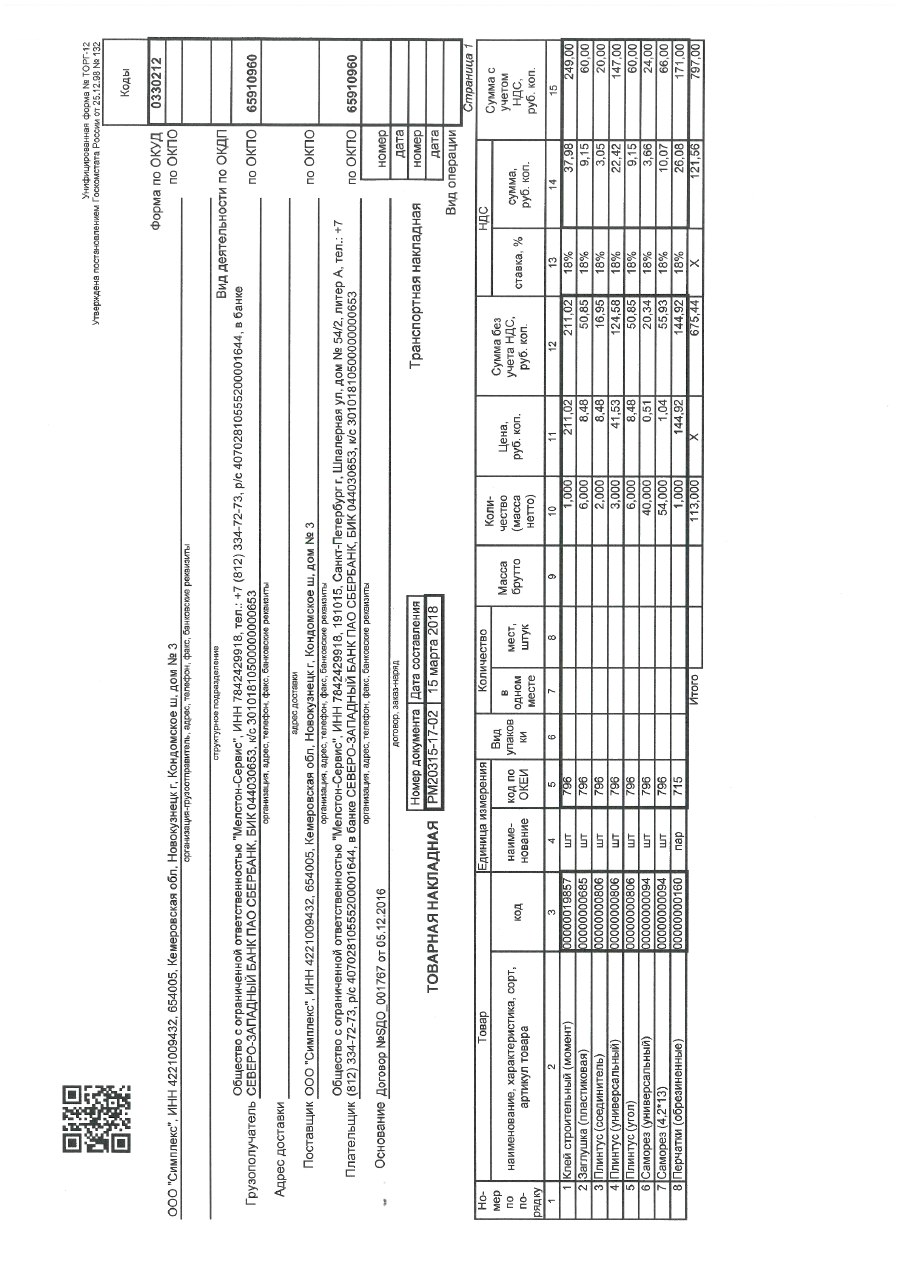 Унифицированная форма № ТОРГ-12
Утверждена постановлением Госкомстата России от 25.12.98 № 132
Коды
Форма по ОКУД 0330212
ООО "Симплекс", ИНН 4221009432, 654005, Кемеровская обл, Новокузнецк г, Кондомское ш, дом № 3 по ОКПО
организация-грузоотправитель, адрес, телефон, факс, банковские реквизиты
структурное подразделение
Вид деятельности по ОКДП
Общество с ограниченной ответственностью "Мелстон-Сервис", ИНН 7842429918, тел.: +7 (812) 334-72-73, р/с 40702810555200001644, в банке
Грузополучатель СЕВЕРО-ЗАПАДНЫЙ БАНК ПАО СБЕРБАНК, БИК 044030653, к/с 30101810500000000653 по ОКПО 65910960
организация, адрес, телефон, факс, банковские реквизиты
Адрес доставки
адрес доставки
Поставщик ООО "Симплекс", ИНН 4221009432, 654005, Кемеровская обл, Новокузнецк г, Кондомское ш, дом № 3 по ОКПО
организация, адрес, телефон, факс, банковские реквизиты
Общество с ограниченной ответственностью "Мелстон-Сервис", ИНН 7842429918, 191015, Санкт-Петербург г, Шпалерная ул, дом № 54/2, литер А, тел.: +7
Плательщик (812) 334-72-73, р/с 40702810555200001644, в банке СЕВЕРО-ЗАПАДНЫЙ БАНК ПАО СБЕРБАНК, БИК 044030653, к/с 30101810500000000653 по ОКПО 65910960
организация, адрес, телефон, факс, банковские реквизиты
Основание Договор №SДО_001767 от 05.12.2016 номер
договор, заказ-наряд дата
Номер документа Дата составления Транспортная накладная номер
ТОВАРНАЯ НАКЛАДНАЯ РМ20315-17-02 15 марта 2018 дата
Вид операции
Страница 1
Но-мер по по-рядку Товар Единица измерения Вид упаков ки Количество Масса брутто Коли-чество (масса нетто) Цена, руб. коп. Сумма без учета НДС, руб. коп. НДС Сумма с учетом НДС, руб. коп.
наименование, характеристика, сорт, артикул товара код наиме-нование код по ОКЕИ в одном месте мест, штук ставка, % сумма, руб. коп.
1 2 3 4 5 6 7 8 9 10 11 12 13 14 15
1 Клей строительный (момент) 00000019857 шт 796 1,000 211,02 211,02 18% 37,98 249,00
2 Заглушка (пластиковая) 00000000685 шт 796 6,000 8,48 50,85 18% 9,15 60,00
3 Плинтус (соединитель) 00000000806 шт 796 2,000 8,48 16,95 18% 3,05 20,00
4 Плинтус (универсальный) 00000000806 шт 796 3,000 41,53 124,58 18% 22,42 147,00
5 Плинтус (угол) 00000000806 шт 796 6,000 8,48 50,85 18% 9,15 60,00
6 Саморез (универсальный) 00000000094 шт 796 40,000 0,51 20,34 18% 3,66 24,00
7 Саморез (4,2*13) 00000000094 шт 796 54,000 1,04 55,93 18% 10,07 66,00
8 Перчатки (обрезиненные) 00000000160 пар 715 1,000 144,92 144,92 18% 26,08 171,00
Итого 113,000 Х 675,44 Х 121,56 797,00